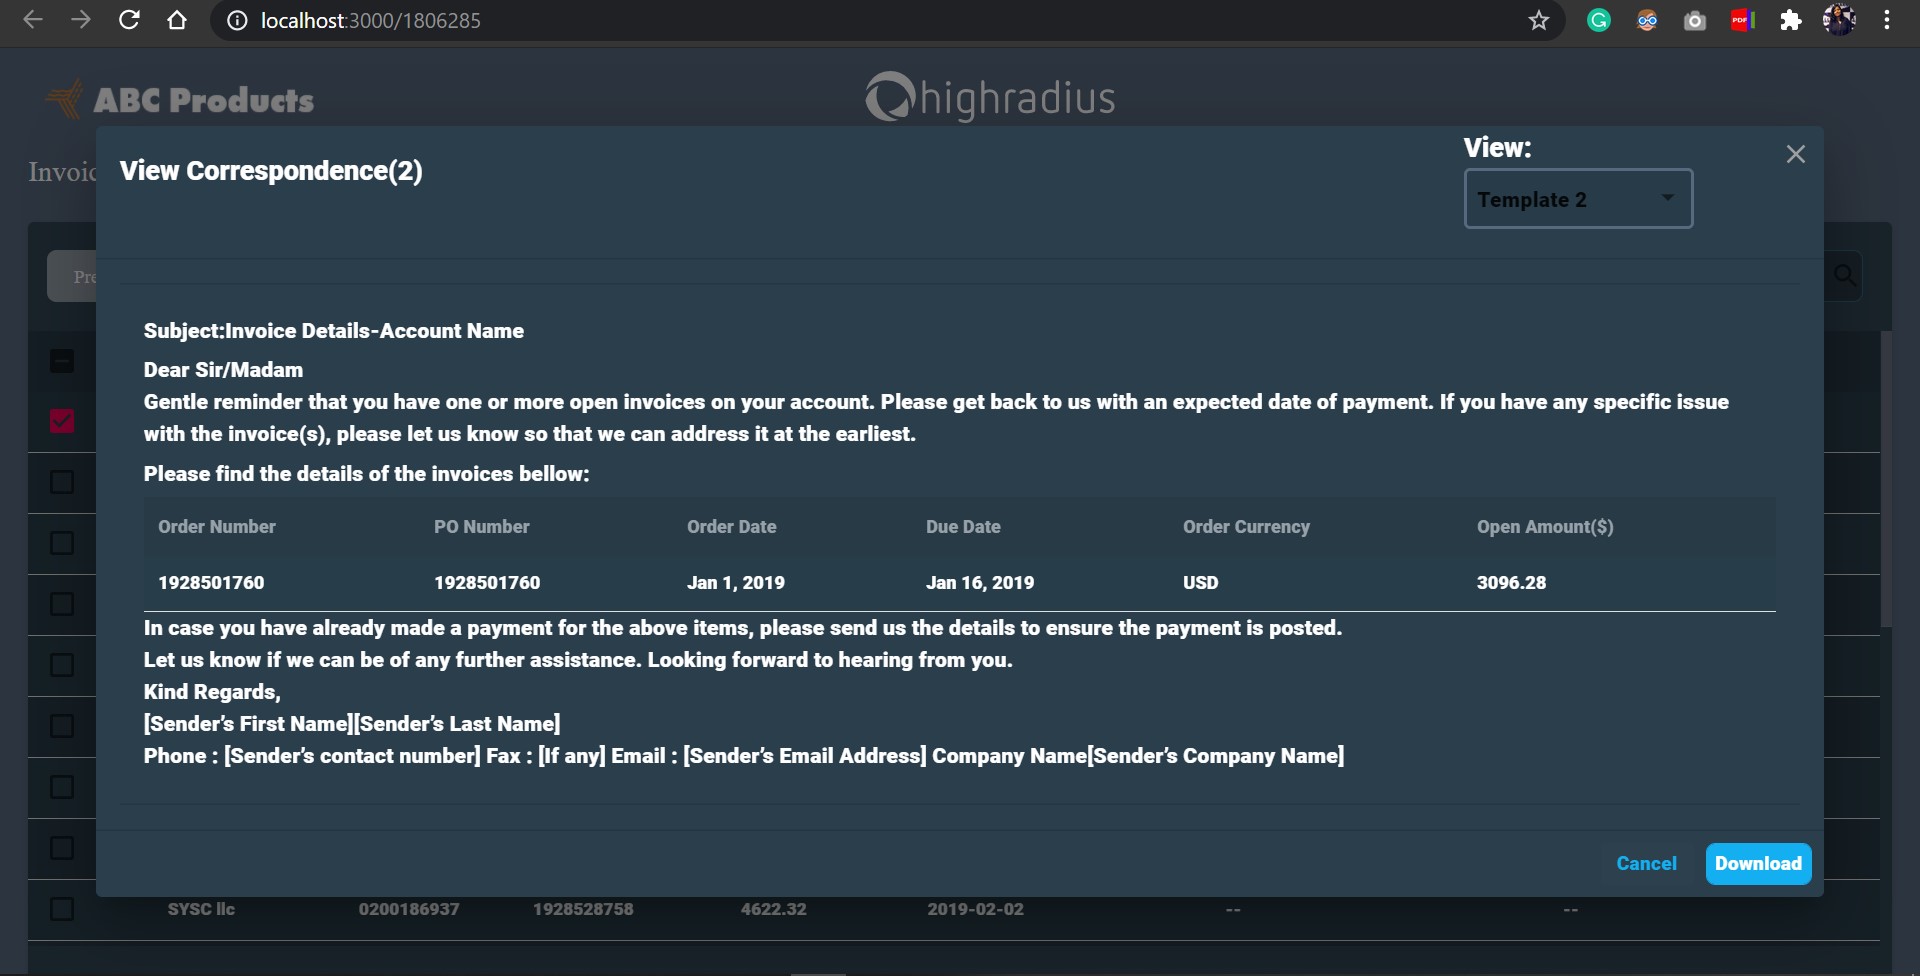 localhost:3000/1806285
PDF
ABC Products
highradius
Invoic
View Correspondence(2)
View:
Template 2
Pre
Subject:Invoice Details-Account Name
Dear Sir/Madam
Gentle reminder that you have one or more open invoices on your account. Please get back to us with an expected date of payment. If you have any specific issue
with the invoice(s), please let us know so that we can address it at the earliest.
Please find the details of the invoices bellow:
Order Number PO Number Order Date Due Date Order Currency Open Amount($)
1928501760 1928501760 Jan 1, 2019 Jan 16, 2019 USD 3096.28
In case you have already made a payment for the above items, please send us the details to ensure the payment is posted.
Let us know if we can be of any further assistance. Looking forward to hearing from you.
Kind Regards,
[Sender’s First Name][Sender’s Last Name]
Phone : [Sender’s contact number] Fax : [If any] Email : [Sender’s Email Address] Company Name[Sender’s Company Name]
Cancel Download
SYSC llc 0200186937 1928528758 4622.32 2019-02-02 -- --